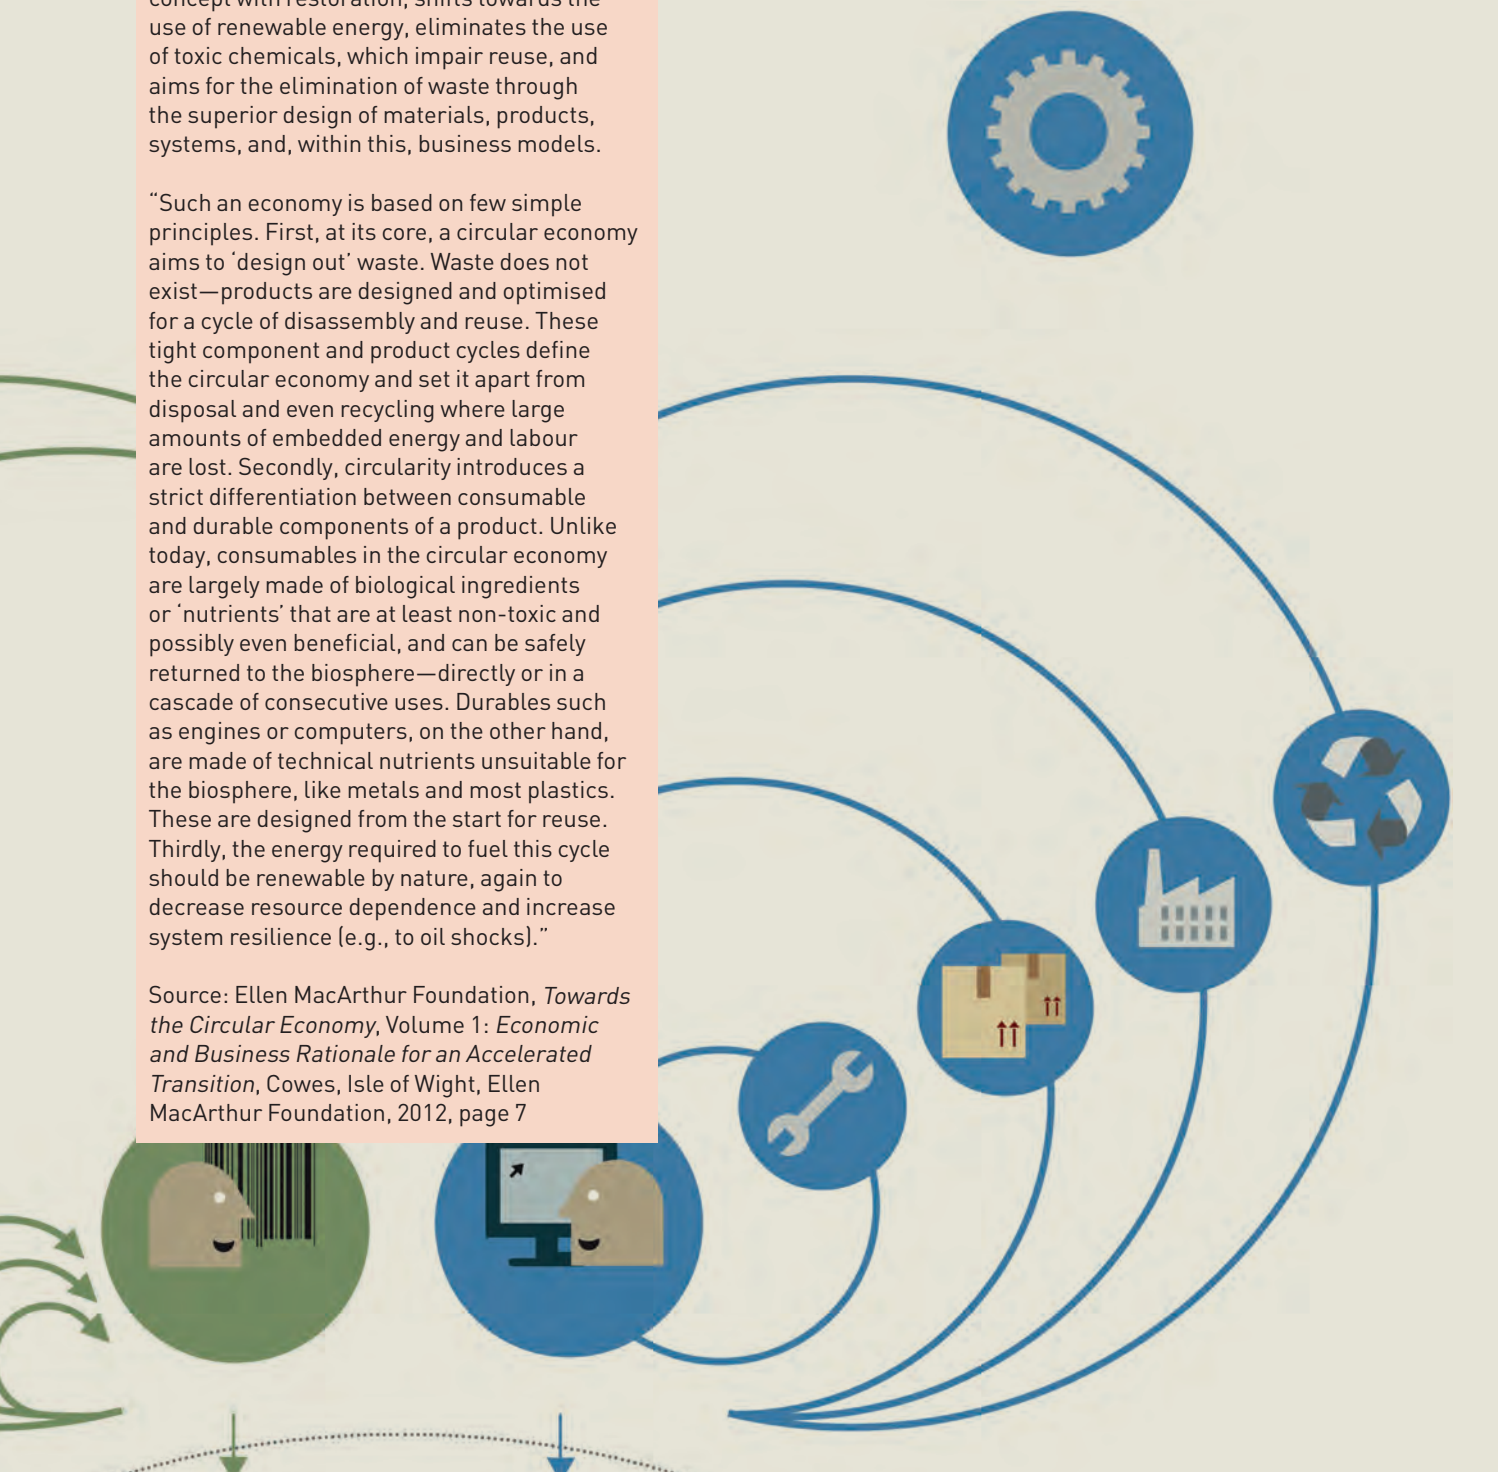 concept with restoration, shifts towards the
use of renewable energy, eliminates the use
of toxic chemicals, which impair reuse, and
aims for the elimination of waste through
the superior design of materials, products,
systems, and, within this, business models.
“Such an economy is based on few simple
principles. First, at its core, a circular economy
aims to ‘design out’ waste. Waste does not
exist—products are designed and optimised
for a cycle of disassembly and reuse. These
tight component and product cycles define
the circular economy and set it apart from
disposal and even recycling where large
amounts of embedded energy and labour
are lost. Secondly, circularity introduces a
strict differentiation between consumable
and durable components of a product. Unlike
today, consumables in the circular economy
are largely made of biological ingredients
or ‘nutrients’ that are at least non-toxic and
possibly even beneficial, and can be safely
returned to the biosphere—directly or in a
cascade of consecutive uses. Durables such
as engines or computers, on the other hand,
are made of technical nutrients unsuitable for
the biosphere, like metals and most plastics.
These are designed from the start for reuse.
Thirdly, the energy required to fuel this cycle
should be renewable by nature, again to
decrease resource dependence and increase
system resilience (e.g., to oil shocks).”
Source: Ellen MacArthur Foundation, Towards
the Circular Economy, Volume 1: Economic
and Business Rationale for an Accelerated
Transition, Cowes, Isle of Wight, Ellen
MacArthur Foundation, 2012, page 7